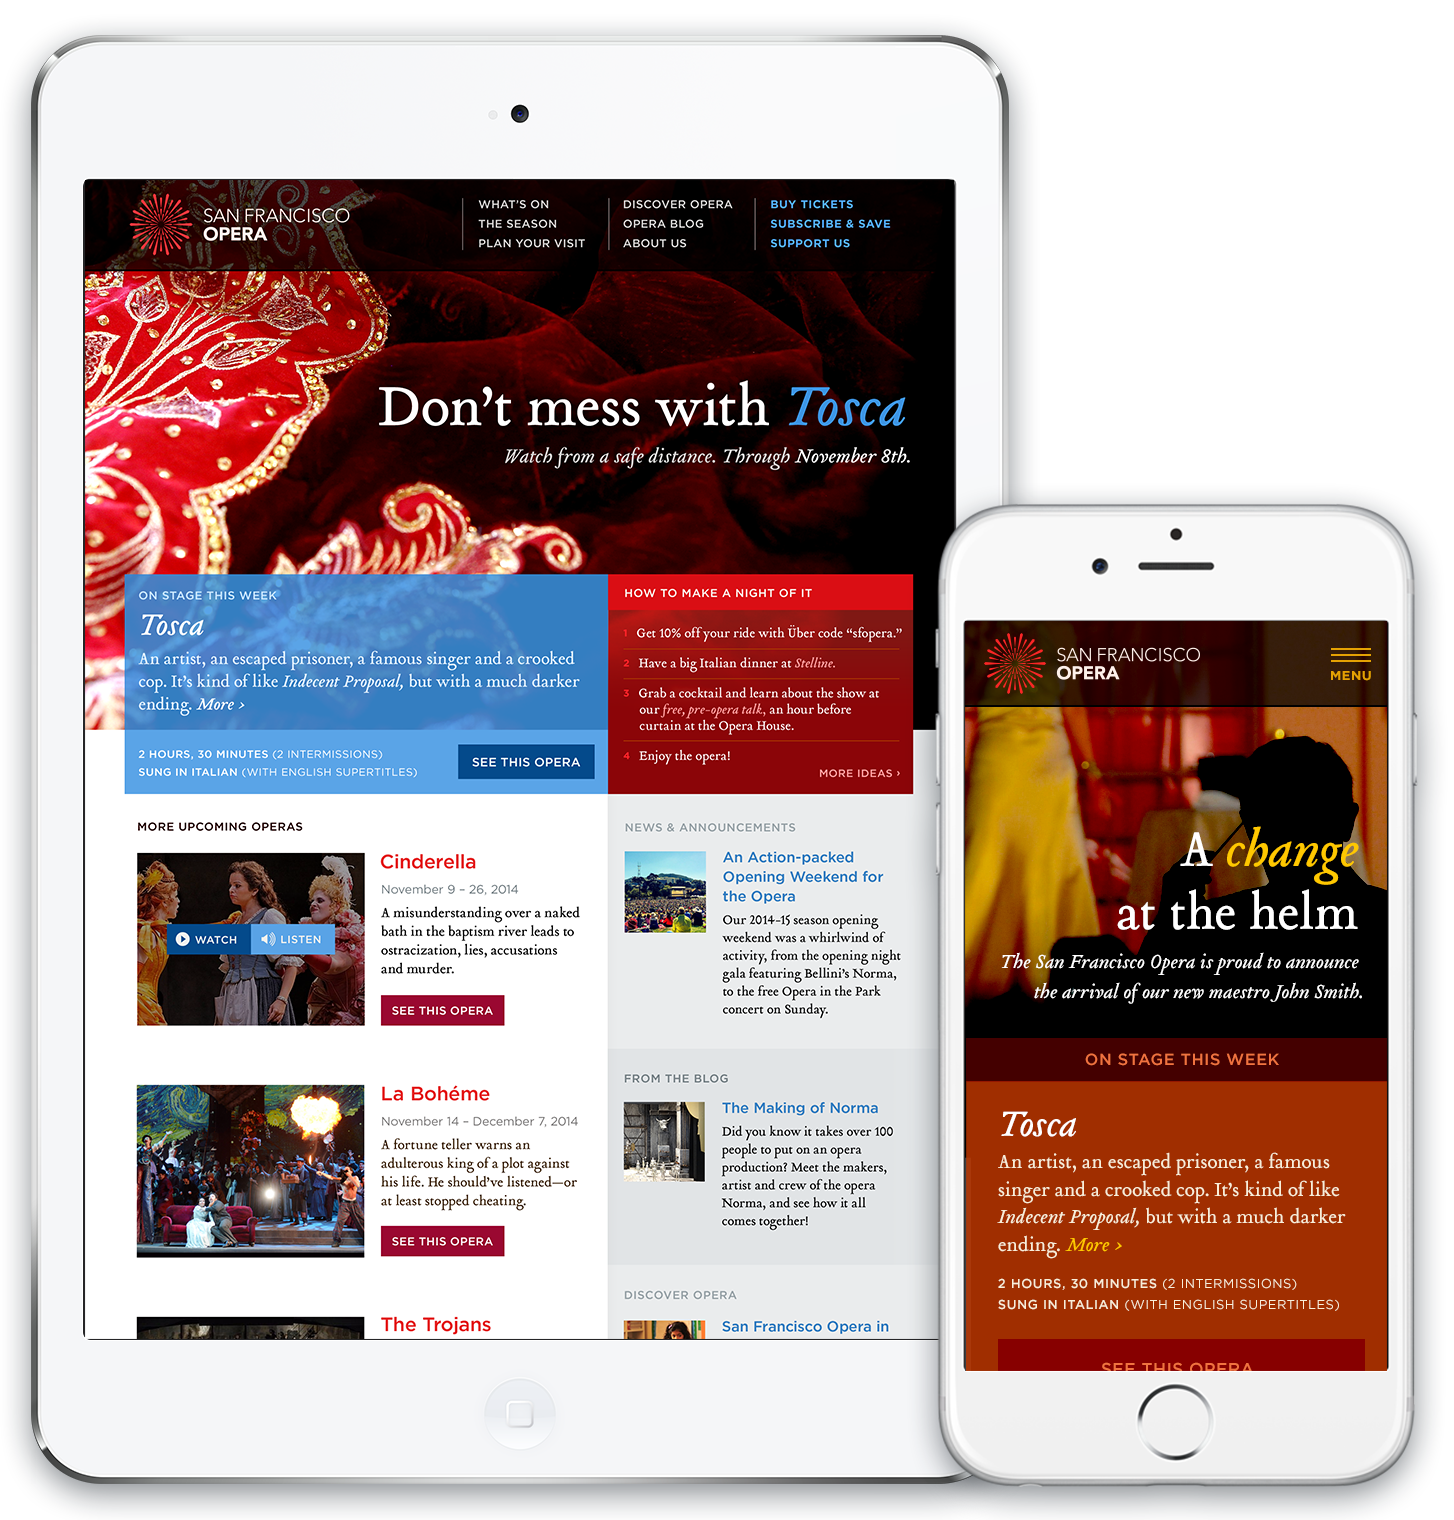 SAN FRANCISCO
OPERA
WHAT'S ON
THE SEASON
PLAN YOUR VISIT
DISCOVER OPERA
OPERA BLOG
ABOUT US
BUY TICKETS
SUBSCRIBE & SAVE
SUPPORT US
Don't mess with Tosca
Watch from a safe distance. Through November 8th.
ON STAGE THIS WEEK
Tosca
An artist, an escaped prisoner, a famous singer and a crooked
cop. It's kind of like Indecent Proposal, but with a much darker
ending. More ›
2 HOURS, 30 MINUTES (2 INTERMISSIONS)
SUNG IN ITALIAN (WITH ENGLISH SUPERTITLES)
SEE THIS OPERA
HOW TO MAKE A NIGHT OF IT
1 Get 10% off your ride with Über code “sfopera.”
2 Have a big Italian dinner at Stelline.
3 Grab a cocktail and learn about the show at
our free, pre-opera talk, an hour before
curtain at the Opera House.
4 Enjoy the opera!
MORE IDEAS ›
MORE UPCOMING OPERAS
WATCH
LISTEN
Cinderella
November 9 – 26, 2014
A misunderstanding over a naked
bath in the baptism river leads to
ostracization, lies, accusations
and murder.
SEE THIS OPERA
La Bohéme
November 14 – December 7, 2014
A fortune teller warns an
adulterous king of a plot against
his life. He should've listened—or
at least stopped cheating.
SEE THIS OPERA
The Trojans
NEWS & ANNOUNCEMENTS
An Action-packed
Opening Weekend for
the Opera
Our 2014-15 season opening
weekend was a whirlwind of
activity, from the opening night
gala featuring Bellini's Norma,
to the free Opera in the Park
concert on Sunday.
FROM THE BLOG
The Making of Norma
Did you know it takes over 100
people to put on an opera
production? Meet the makers,
artist and crew of the opera
Norma, and see how it all
comes together!
DISCOVER OPERA
San Francisco Opera in
SAN FRANCISCO
OPERA
MENU
A change
at the helm
The San Francisco Opera is proud to announce
the arrival of our new maestro John Smith.
ON STAGE THIS WEEK
Tosca
An artist, an escaped prisoner, a famous
singer and a crooked cop. It's kind of like
Indecent Proposal, but with a much darker
ending. More ›
2 HOURS, 30 MINUTES (2 INTERMISSIONS)
SUNG IN ITALIAN (WITH ENGLISH SUPERTITLES)
SEE THIS OPERA